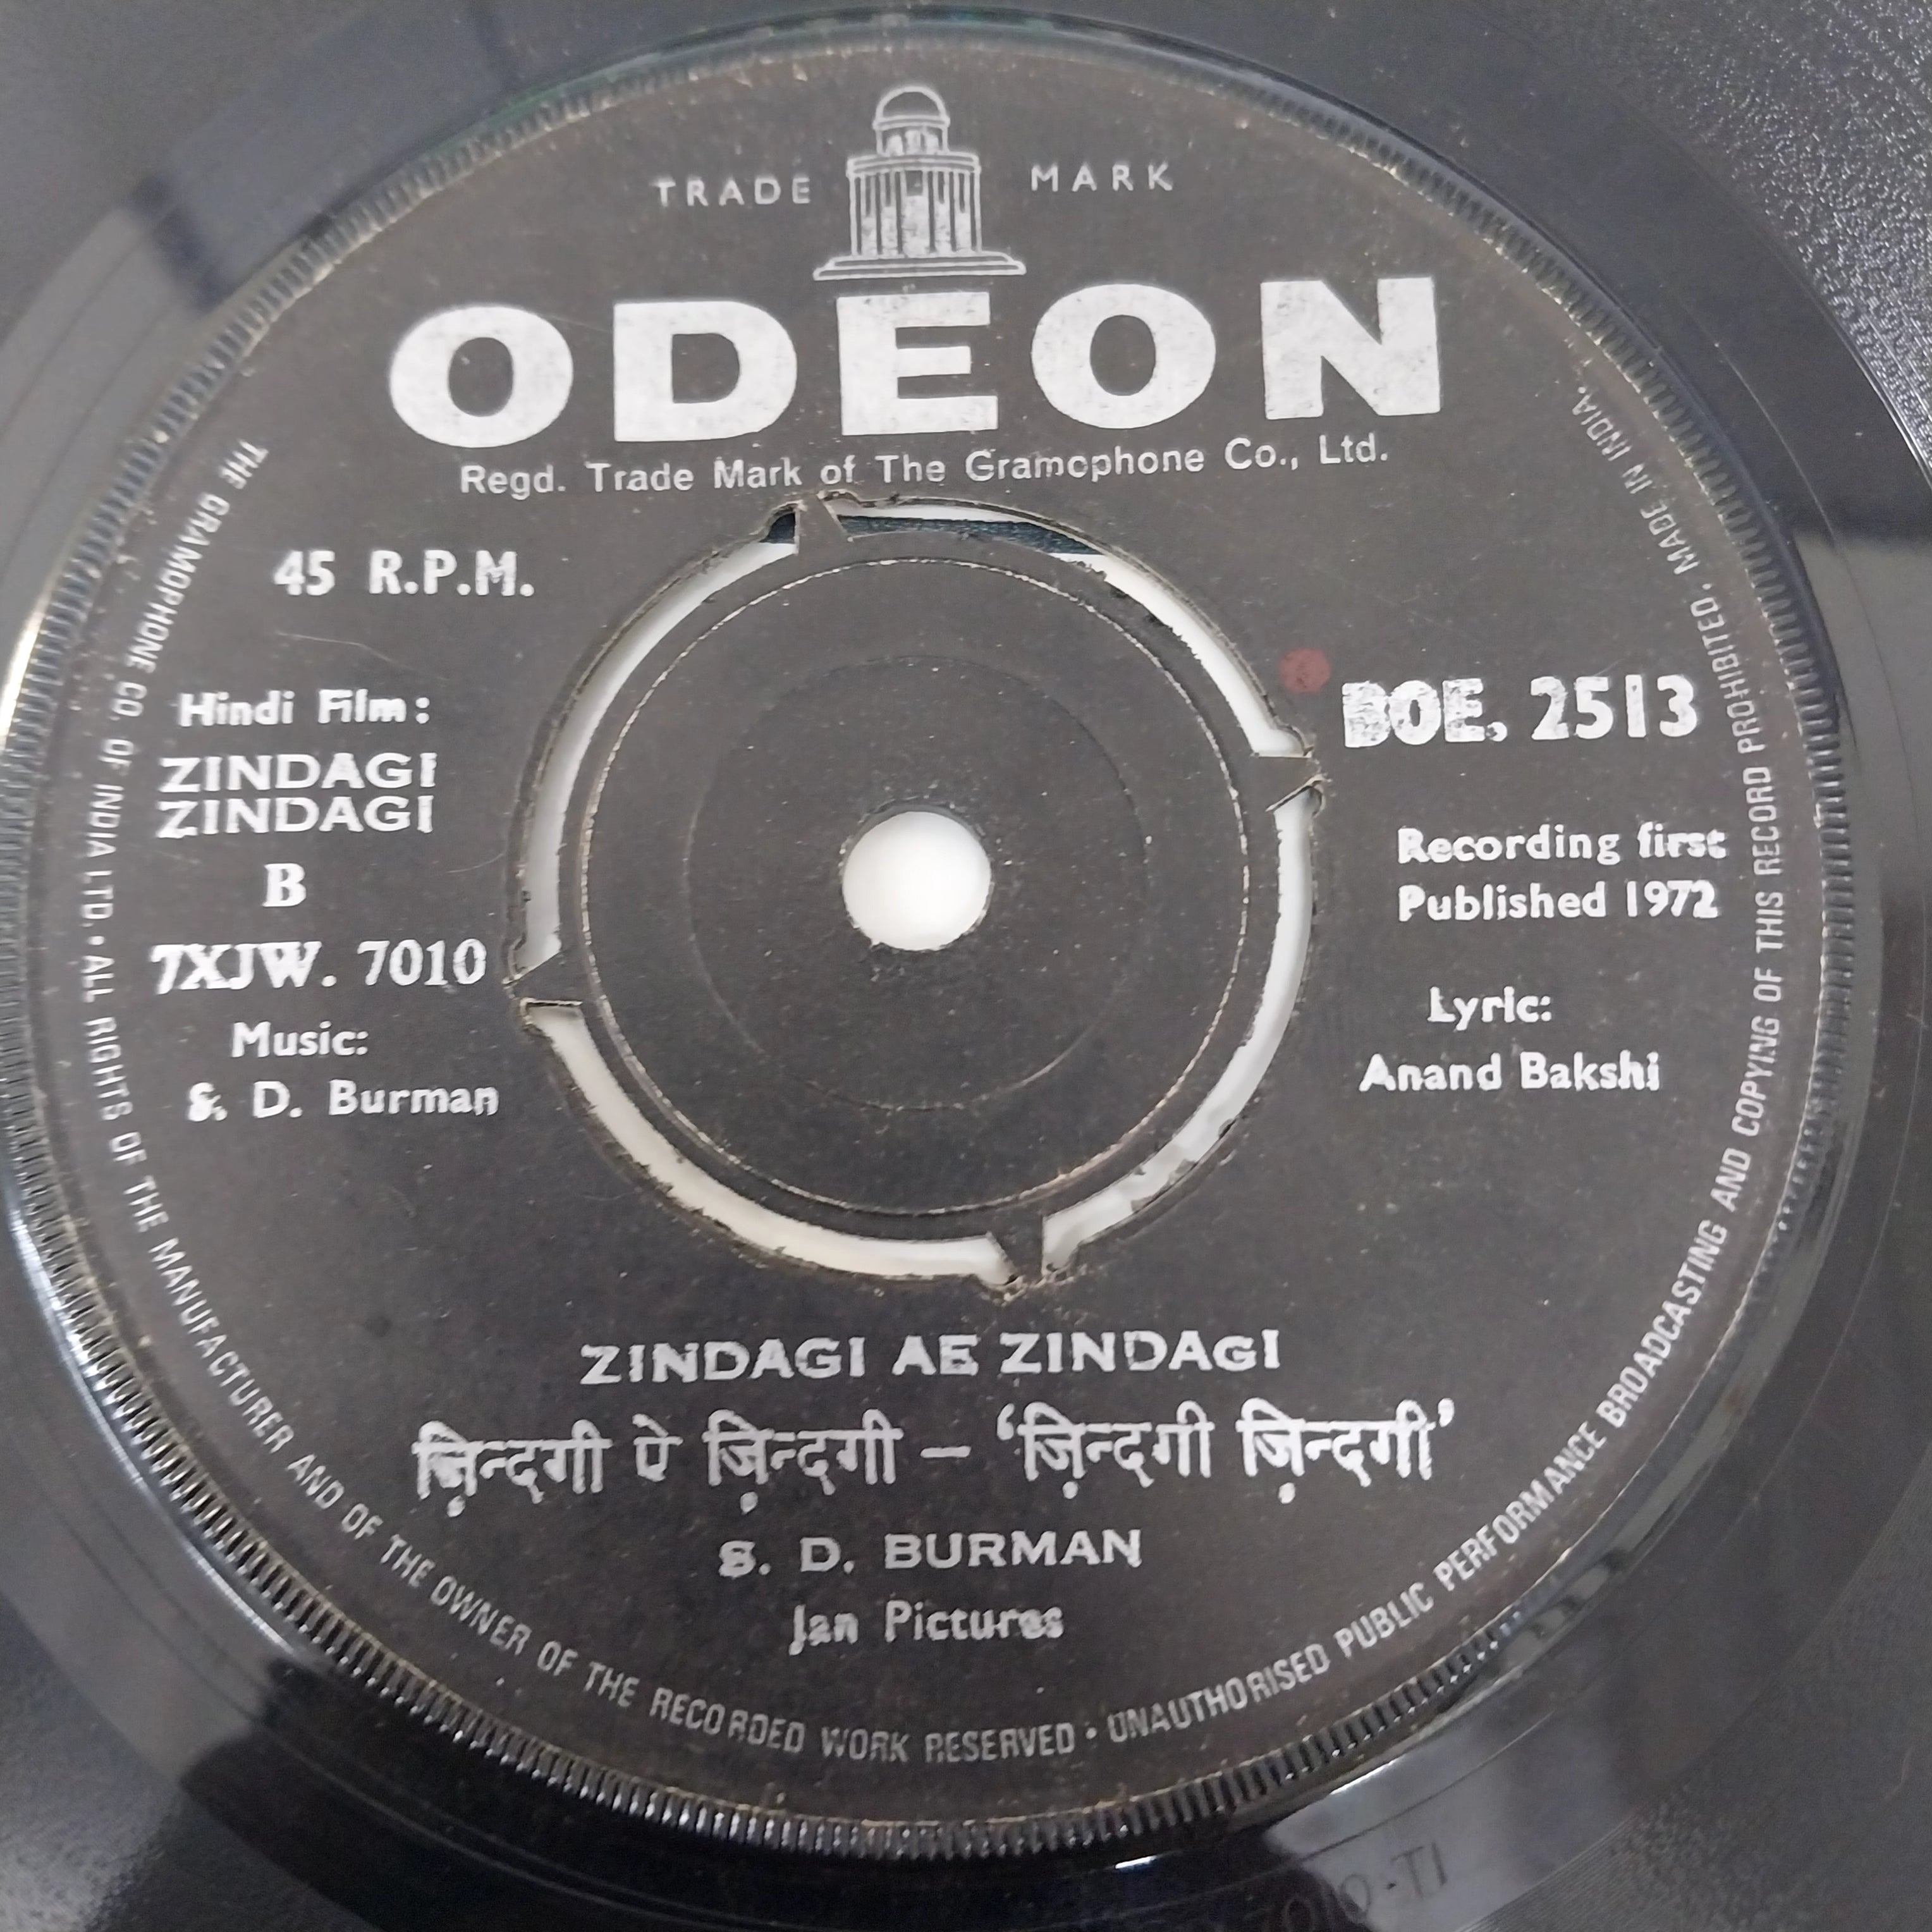 TRADE MARK
ODEON
Regd. Trade Mark of The Gramophone Co., Ltd.
45 R.P.M.
Hindi Film:
ZINDAGI
ZINDAGI
B
7XJW. 7010
Music:
S. D. Burman
BOE. 2513
Recording first
Published 1972
Lyric:
Anand Bakshi
ZINDAGI AE ZINDAGI
ज़िन्दगी ऐ ज़िन्दगी – ‘ज़िन्दगी ज़िन्दगी’
S. D. BURMAN
Jan Pictures
THE GRAMOPHONE CO. OF INDIA LTD. • ALL RIGHTS OF THE MANUFACTURER AND OF THE OWNER OF THE RECORDED WORK RESERVED • UNAUTHORISED PUBLIC PERFORMANCE BROADCASTING AND COPYING OF THIS RECORD PROHIBITED. MADE IN INDIA.